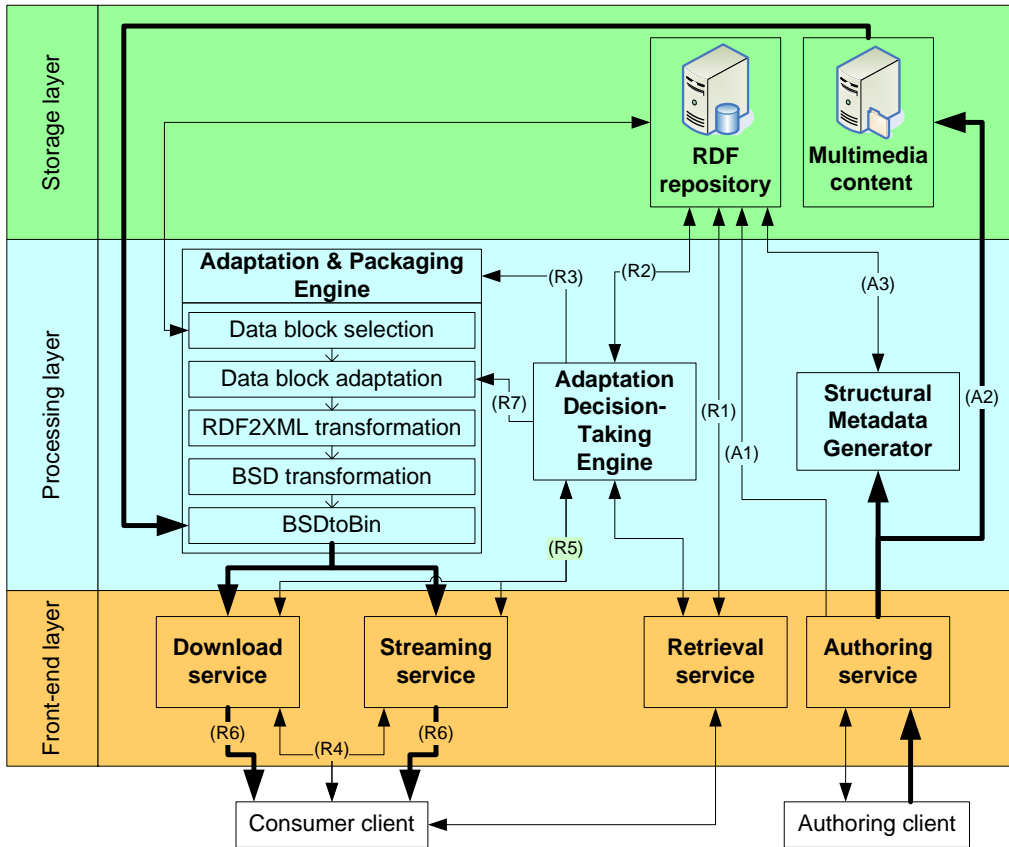 Storage layer
RDF
repository
Multimedia
content
Processing layer
Adaptation & Packaging
Engine
Data block selection
Data block adaptation
RDF2XML transformation
BSD transformation
BSDtoBin
(R3)
(R2)
(A3)
(R7)
Adaptation
Decision-
Taking
Engine
(R1)
(A1)
(A2)
Structural
Metadata
Generator
(R5)
Front-end layer
Download
service
Streaming
service
Retrieval
service
Authoring
service
(R6)
(R4)
(R6)
Consumer client
Authoring client